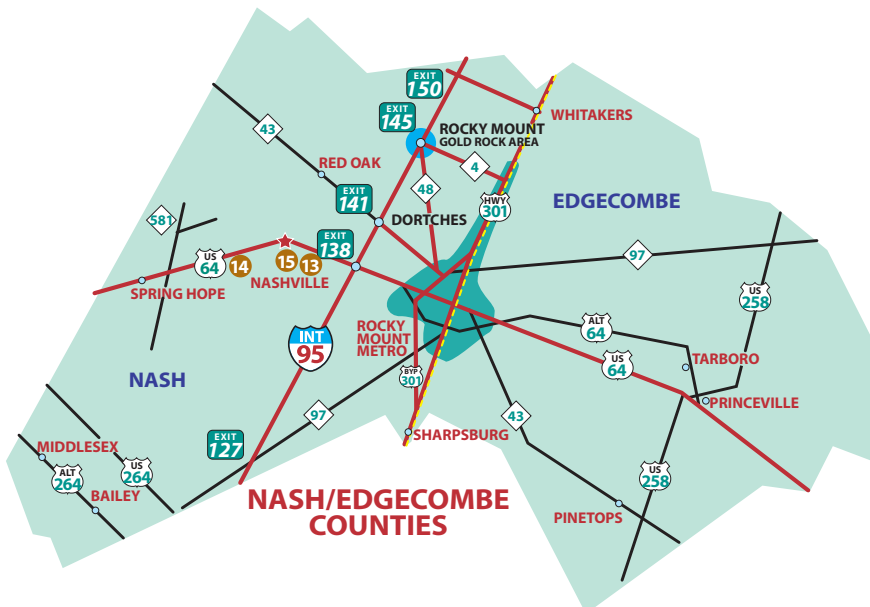 EXIT
150
EXIT
145
WHITAKERS
ROCKY MOUNT
GOLD ROCK AREA
43
4
RED OAK
48
EXIT
141
HWY
301
EDGECOMBE
581
DORTCHES
EXIT
138
US
64
14
15
13
97
NASHVILLE
SPRING HOPE
US
258
INT
95
ROCKY
MOUNT
METRO
ALT
64
US
64
TARBORO
NASH
BYP
301
PRINCEVILLE
97
43
SHARPSBURG
EXIT
127
MIDDLESEX
ALT
264
US
264
BAILEY
US
258
NASH/EDGECOMBE
COUNTIES
PINETOPS